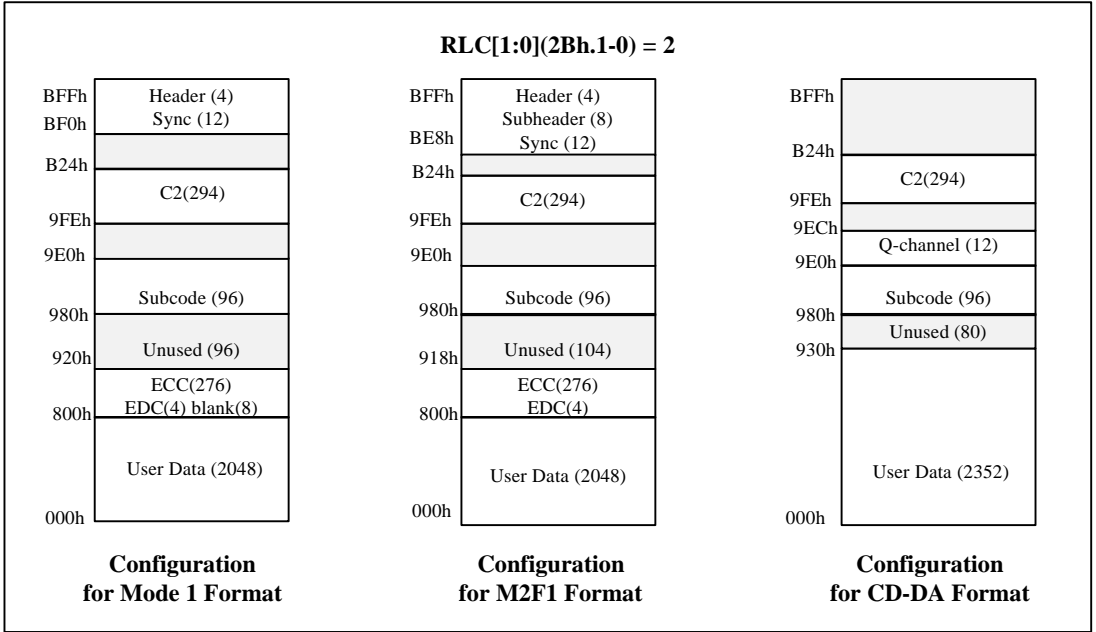 RLC[1:0](2Bh.1-0) = 2
BFFh
Header (4)
BF0h
Sync (12)
B24h
C2(294)
9FEh
9E0h
Subcode (96)
980h
Unused (96)
920h
ECC(276)
EDC(4) blank(8)
800h
User Data (2048)
000h
Configuration
for Mode 1 Format
BFFh
Header (4)
Subheader (8)
BE8h
Sync (12)
B24h
C2(294)
9FEh
9E0h
Subcode (96)
980h
Unused (104)
918h
ECC(276)
EDC(4)
800h
User Data (2048)
000h
Configuration
for M2F1 Format
BFFh
B24h
C2(294)
9FEh
9ECh
Q-channel (12)
9E0h
Subcode (96)
980h
Unused (80)
930h
User Data (2352)
000h
Configuration
for CD-DA Format